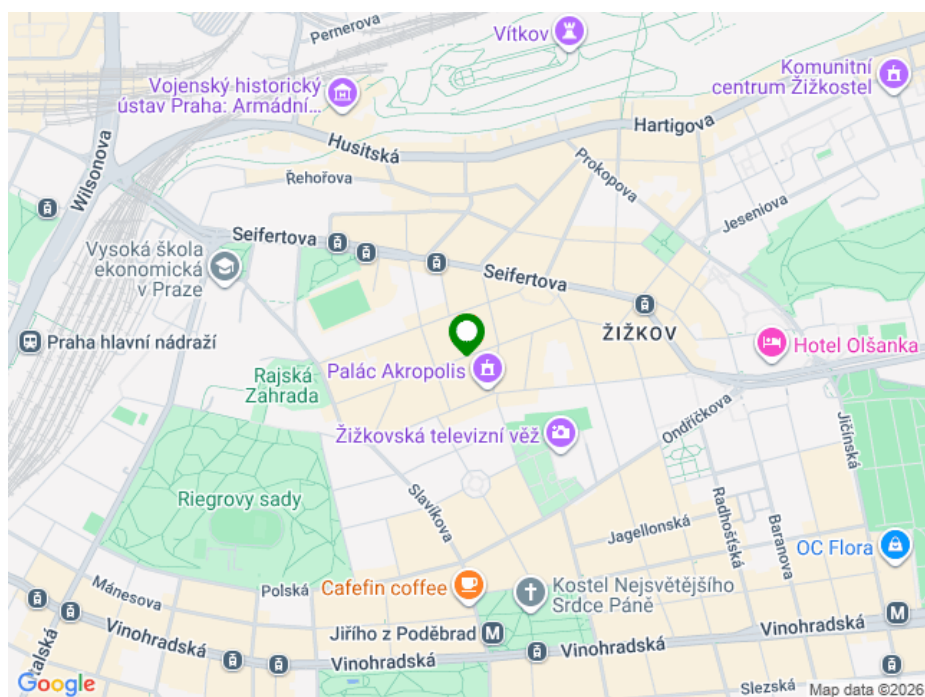 Pernerova
Vítkov
Vojenský historický
ústav Praha: Armádní...
Komunitní
centrum Žižkostel
Hartigova
Husitská
Wilsonova
Řehořova
Prokopova
Jeseniova
Seifertova
Vysoká škola
ekonomická
v Praze
Seifertova
ŽIŽKOV
Praha hlavní nádraží
Hotel Olšanka
Palác Akropolis
Rajská
Zahrada
Ondříčkova
Jičínská
Žižkovská televizní věž
Slavíkova
Riegrovy sady
Radhošťská
Baranova
Jagellonská
OC Flora
Mánesova
Polská
Cafefin coffee
Kostel Nejsvětějšího
Srdce Páně
Vinohradská
Jiřího z Poděbrad
M
Vinohradská
Vinohradská
Vinohradská
M
Slezská
Google
Map data ©2026